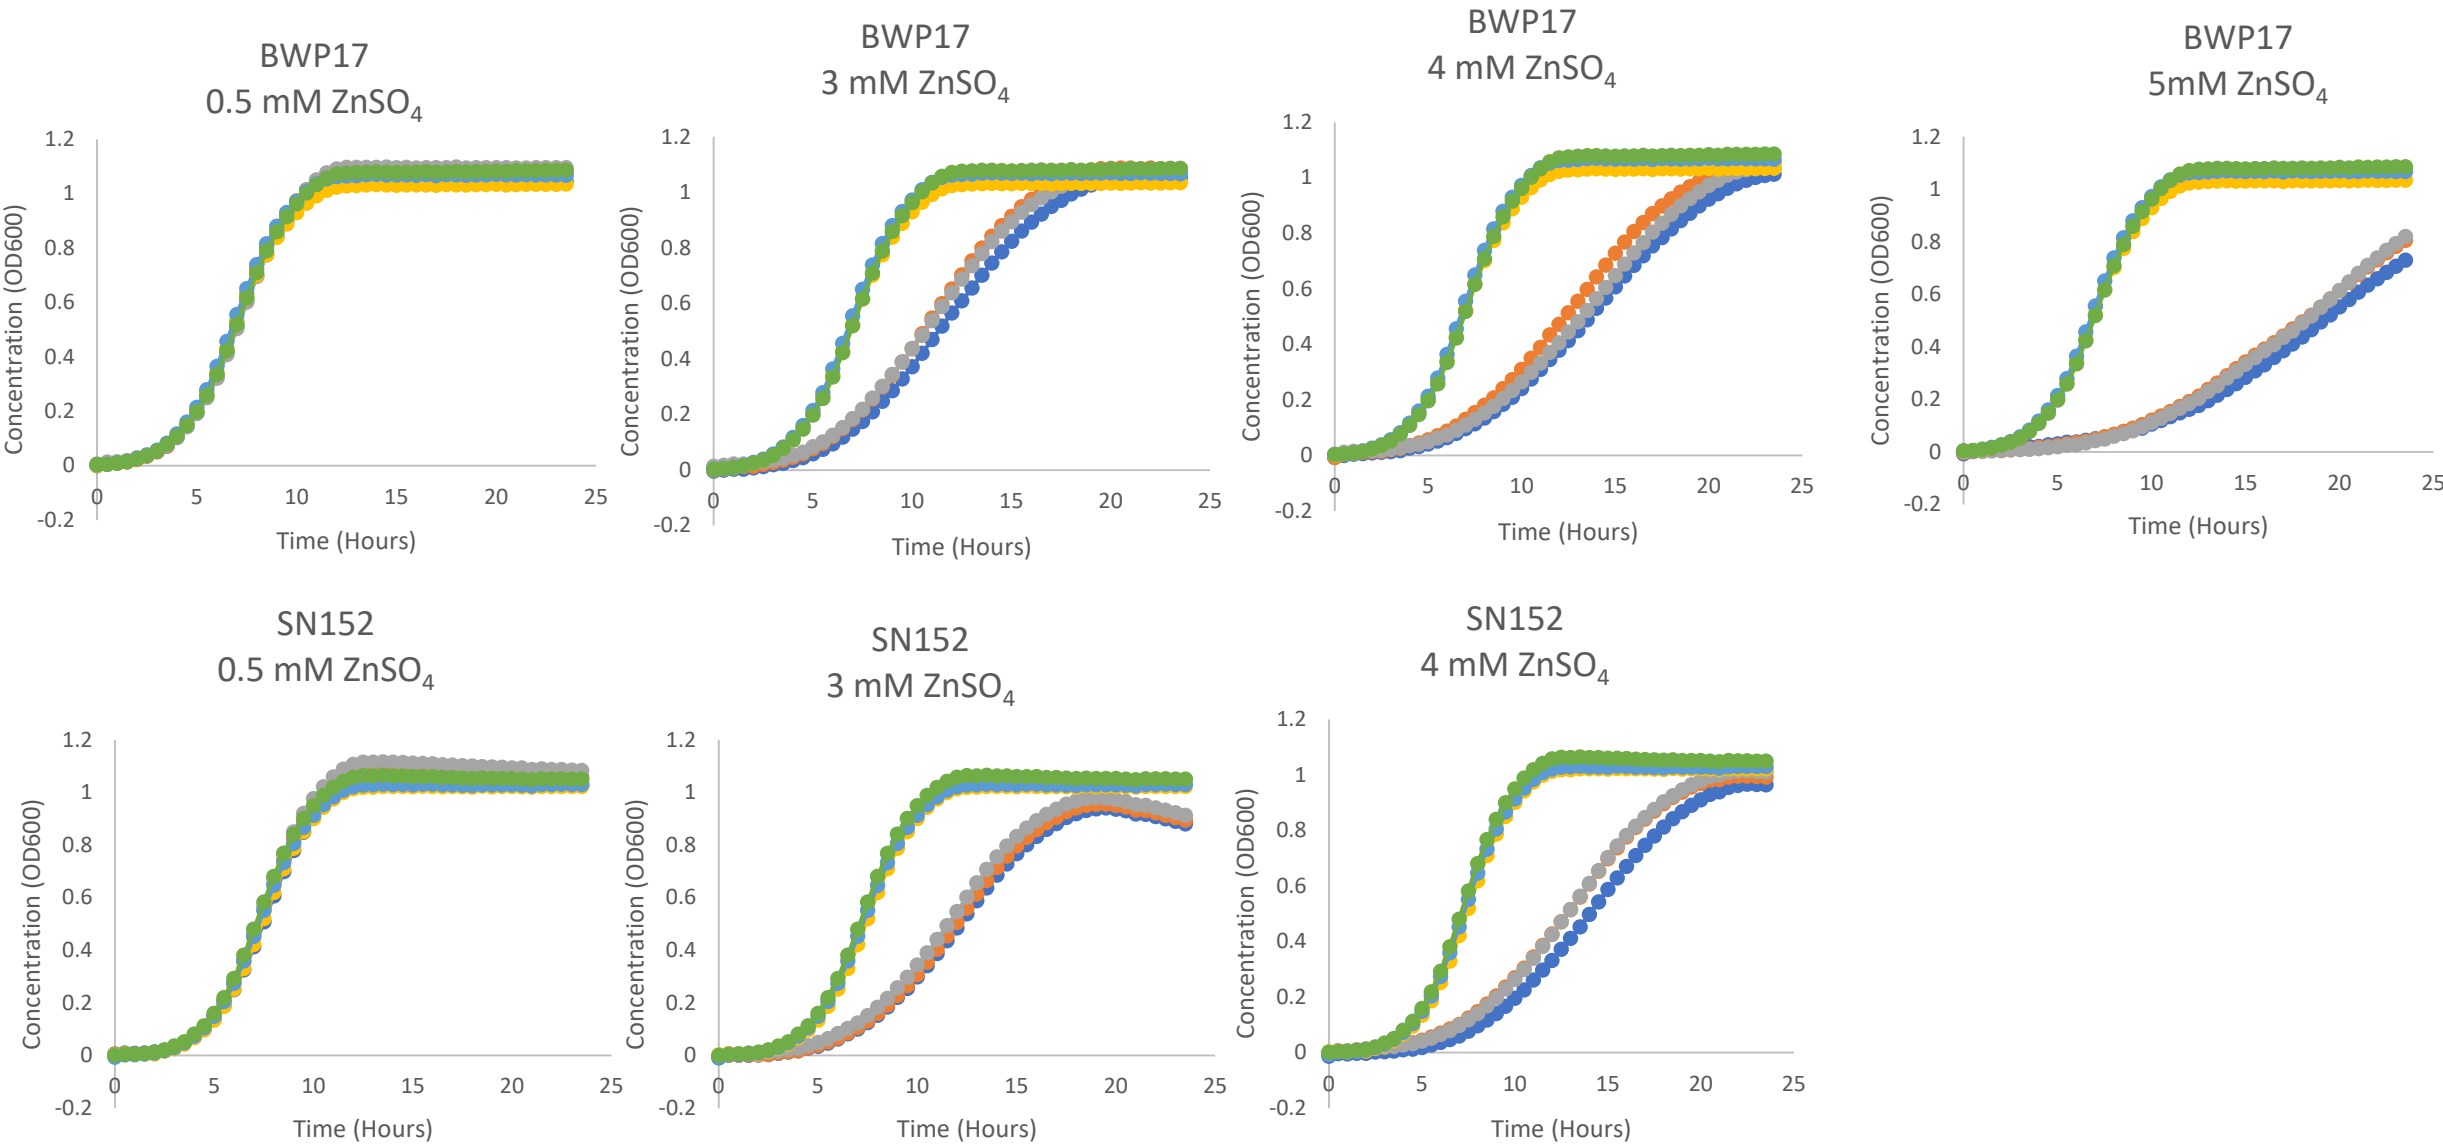 BWP17
0.5 mM ZnSO₄
1.2
1
0.8
0.6
0.4
0.2
0
-0.2
0 5 10 15 20 25
Concentration (OD600)
Time (Hours)
BWP17
3 mM ZnSO₄
1.2
1
0.8
0.6
0.4
0.2
0
-0.2
0 5 10 15 20 25
Concentration (OD600)
Time (Hours)
BWP17
4 mM ZnSO₄
1.2
1
0.8
0.6
0.4
0.2
0
-0.2
0 5 10 15 20 25
Concentration (OD600)
Time (Hours)
BWP17
5mM ZnSO₄
1.2
1
0.8
0.6
0.4
0.2
0
-0.2
0 5 10 15 20 25
Concentration (OD600)
Time (Hours)
SN152
0.5 mM ZnSO₄
1.2
1
0.8
0.6
0.4
0.2
0
-0.2
0 5 10 15 20 25
Concentration (OD600)
Time (Hours)
SN152
3 mM ZnSO₄
1.2
1
0.8
0.6
0.4
0.2
0
-0.2
0 5 10 15 20 25
Concentration (OD600)
Time (Hours)
SN152
4 mM ZnSO₄
1.2
1
0.8
0.6
0.4
0.2
0
-0.2
0 5 10 15 20 25
Concentration (OD600)
Time (Hours)